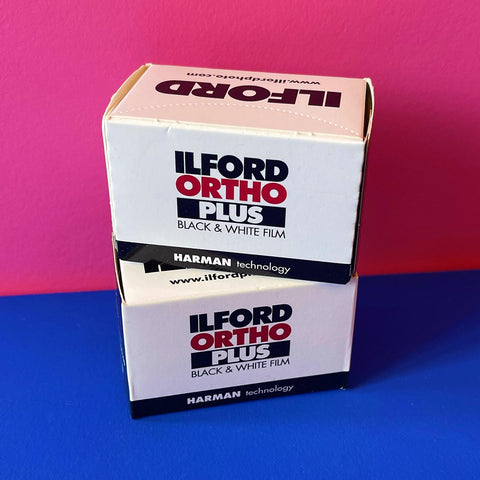 ILFORD
www.ilfordphoto.com
ILFORD
ORTHO
PLUS
BLACK & WHITE FILM
HARMAN technology
www.ilfordph
ILFORD
ORTHO
PLUS
BLACK & WHITE FILM
HARMAN technology